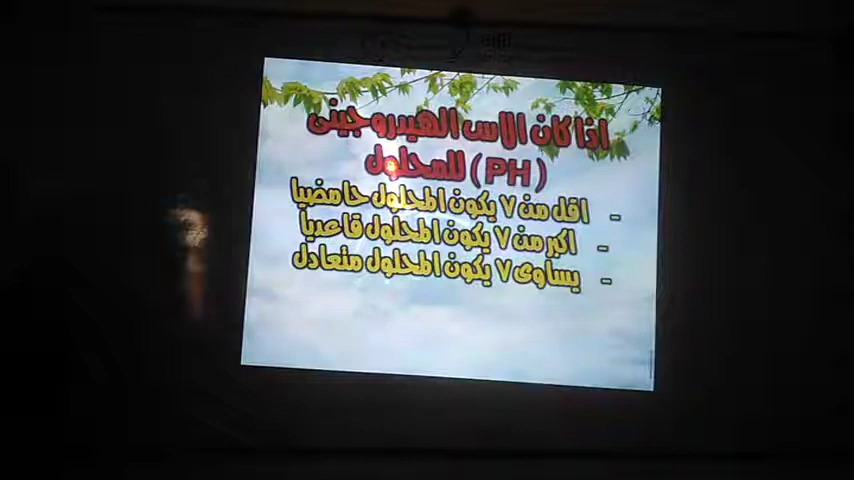 اذا كان الاس الهيدروجينى
(PH) للمحلول
- اقل من ٧ يكون المحلول حامضيا
- اكبر من ٧ يكون المحلول قاعدياً
- يساوى ٧ يكون المحلول متعادل